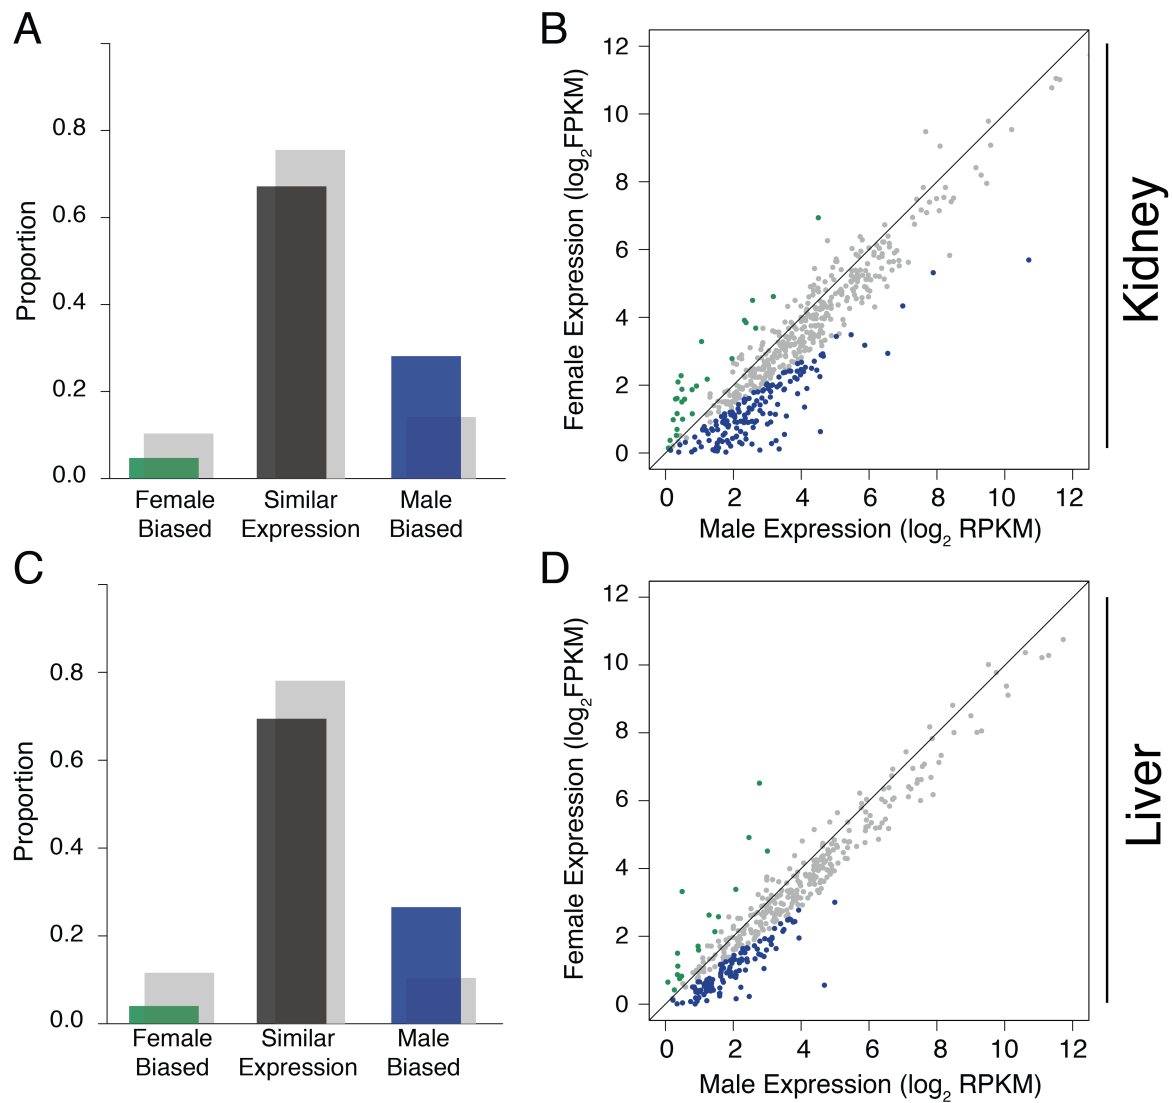 A
Proportion
0.8
0.6
0.4
0.2
0.0
Female
Biased
Similar
Expression
Male
Biased
B
Female Expression (log2FPKM)
12
10
8
6
4
2
0
0 2 4 6 8 10 12
Male Expression (log2 RPKM)
Kidney
C
Proportion
0.8
0.6
0.4
0.2
0.0
Female
Biased
Similar
Expression
Male
Biased
D
Female Expression (log2FPKM)
12
10
8
6
4
2
0
0 2 4 6 8 10 12
Male Expression (log2 RPKM)
Liver